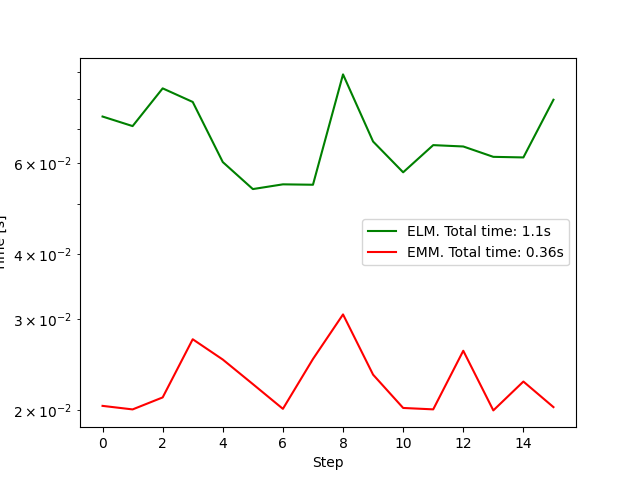 6 × 10⁻²
4 × 10⁻²
3 × 10⁻²
2 × 10⁻²
Time [s]
ELM. Total time: 1.1s
EMM. Total time: 0.36s
0 2 4 6 8 10 12 14
Step